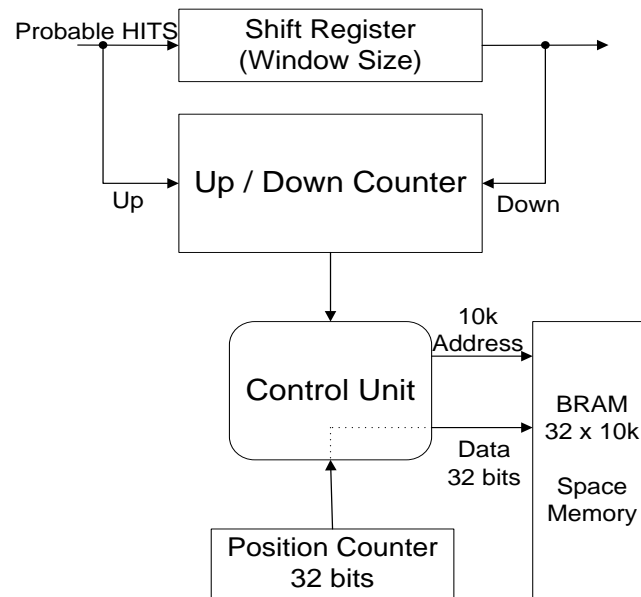 Probable HITS
Shift Register
(Window Size)
Up / Down Counter
Up
Down
10k
Address
Control Unit
BRAM
32 x 10k
Data
32 bits
Space
Memory
Position Counter
32 bits